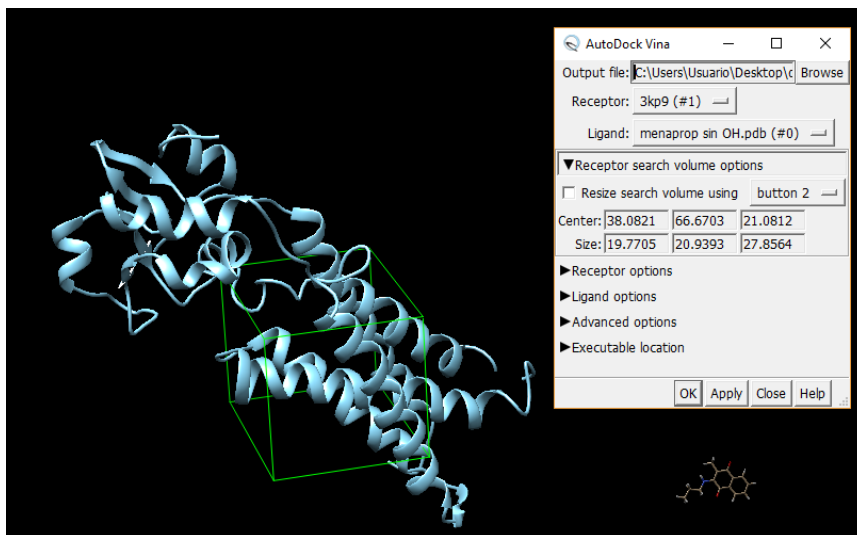 AutoDock Vina
Output file: C:\Users\Usuario\Desktop\c Browse
Receptor: 3kp9 (#1)
Ligand: menaprop sin OH.pdb (#0)
▼Receptor search volume options
Resize search volume using button 2
Center: 38.0821 66.6703 21.0812
Size: 19.7705 20.9393 27.8564
▶Receptor options
▶Ligand options
▶Advanced options
▶Executable location
OK Apply Close Help